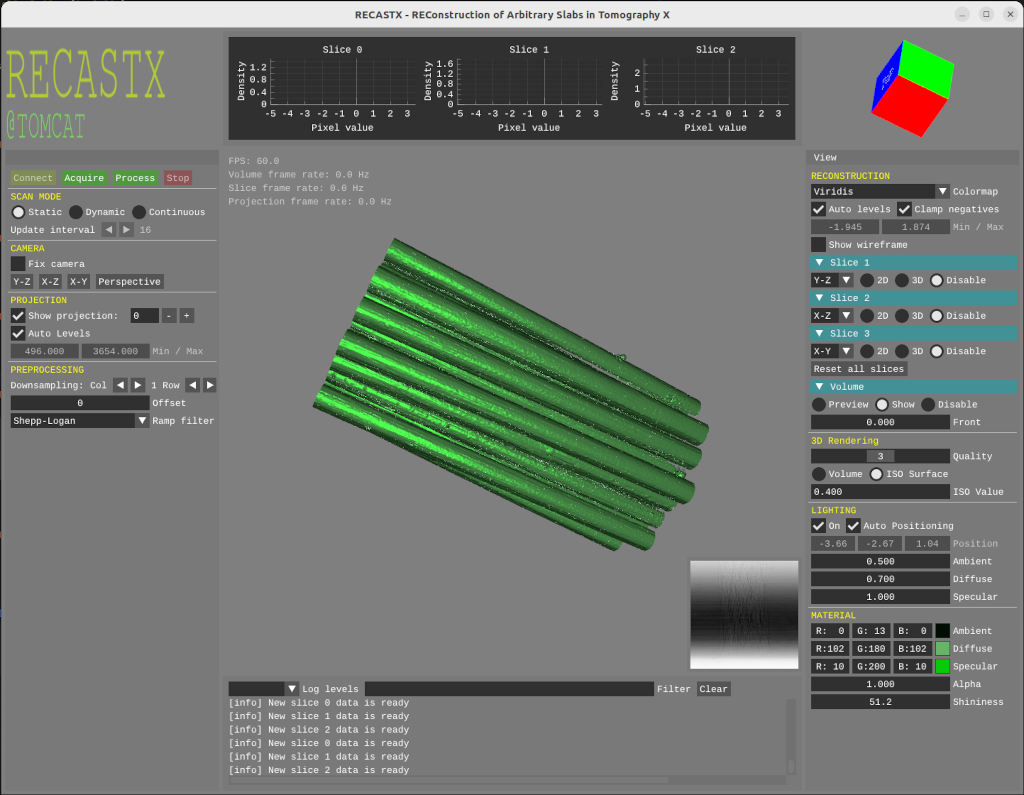 RECASTX - REConstruction of Arbitrary Slabs in Tomography X
RECASTX
@TOMCAT
Connect Acquire Process Stop
SCAN MODE
Static Dynamic Continuous
Update interval 16
CAMERA
Fix camera
Y-Z X-Z X-Y Perspective
PROJECTION
Show projection: 0 - +
Auto Levels
496.000 3654.000 Min / Max
PREPROCESSING
Downsampling: Col 1 Row
0 Offset
Shepp-Logan Ramp filter
Slice 0
Density
1.2
0.8
0.4
0
-5 -4 -3 -2 -1 0 1 2 3
Pixel value
Slice 1
Density
1.6
1.2
0.8
0.4
0
-5 -4 -3 -2 -1 0 1 2 3
Pixel value
Slice 2
Density
2
1
0
-5 -4 -3 -2 -1 0 1 2 3
Pixel value
FPS: 60.0
Volume frame rate: 0.0 Hz
Slice frame rate: 0.0 Hz
Projection frame rate: 0.0 Hz
Log levels Filter Clear
[info] New slice 0 data is ready
[info] New slice 1 data is ready
[info] New slice 2 data is ready
[info] New slice 0 data is ready
[info] New slice 1 data is ready
[info] New slice 2 data is ready
View
RECONSTRUCTION
Viridis Colormap
Auto levels Clamp negatives
-1.945 1.874 Min / Max
Show wireframe
Slice 1
Y-Z 2D 3D Disable
Slice 2
X-Z 2D 3D Disable
Slice 3
X-Y 2D 3D Disable
Reset all slices
Volume
Preview Show Disable
0.000 Front
3D Rendering
3 Quality
Volume ISO Surface
0.400 ISO Value
LIGHTING
On Auto Positioning
-3.66 -2.67 1.04 Position
0.500 Ambient
0.700 Diffuse
1.000 Specular
MATERIAL
R: 0 G: 13 B: 0 Ambient
R:102 G:180 B:102 Diffuse
R: 10 G:200 B: 10 Specular
1.000 Alpha
51.2 Shininess